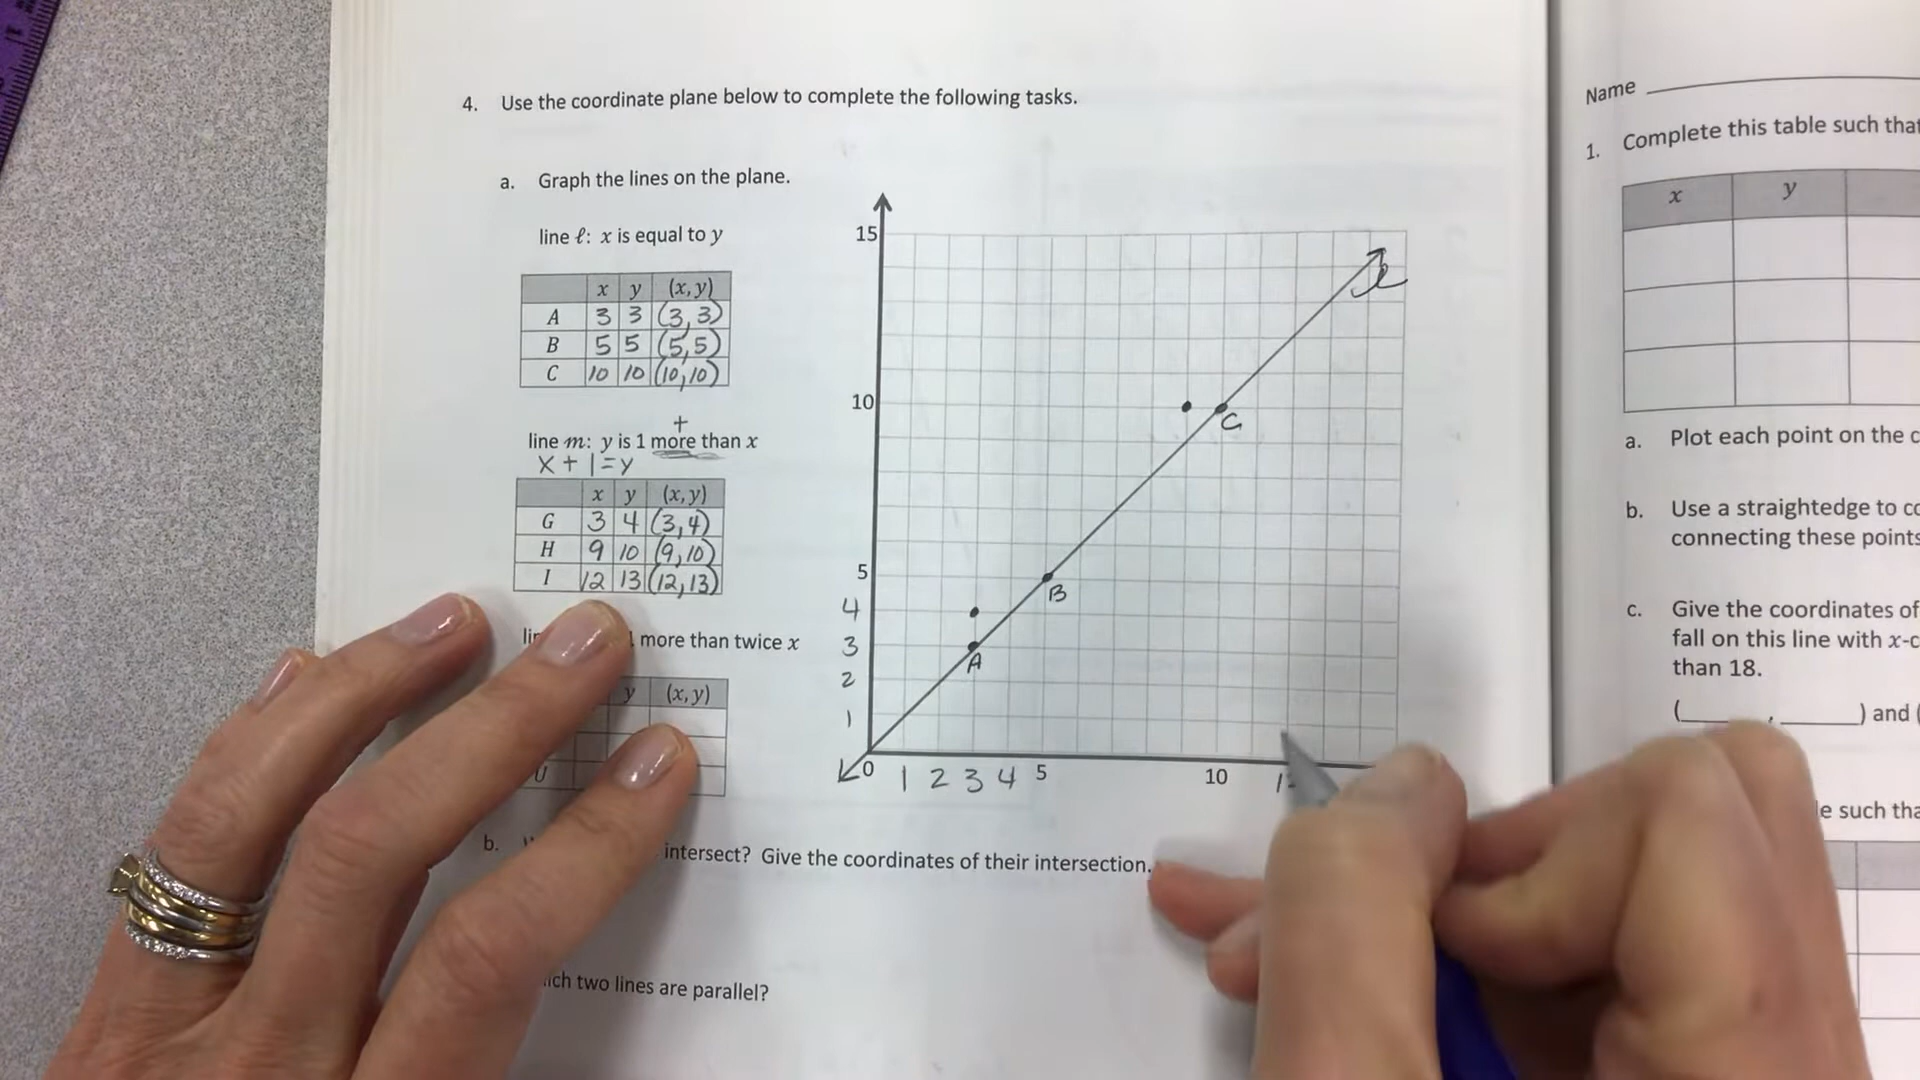 4. Use the coordinate plane below to complete the following tasks.
a. Graph the lines on the plane.
line ℓ: x is equal to y
x y (x,y)
A 3 3 (3,3)
B 5 5 (5,5)
C 10 10 (10,10)
+
line m: y is 1 more than x
x + 1 = y
x y (x,y)
G 3 4 (3,4)
H 9 10 (9,10)
I 12 13 (12,13)
more than twice x
y (x,y)
U
15
10
5
4
3
2
1
0 1 2 3 4 5 10
A
B
C
ℓ
b. intersect? Give the coordinates of their intersection.
two lines are parallel?
Name
1. Complete this table such that
x y
a. Plot each point on the c
b. Use a straightedge to
connecting these points
c. Give the coordinates of
fall on this line with x-c
than 18.
( , ) and (
such